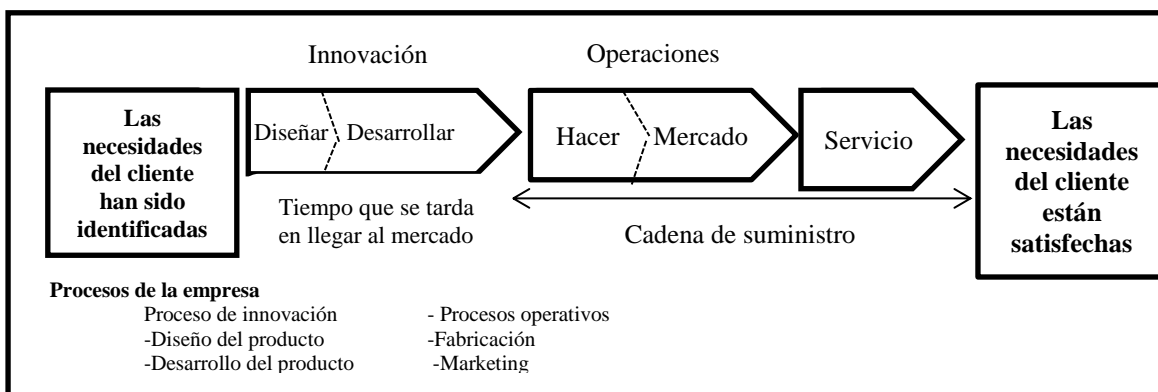 Innovación
Operaciones
Las
necesidades
del cliente
han sido
identificadas
Diseñar
Desarrollar
Hacer
Mercado
Servicio
Las
necesidades
del cliente
están
satisfechas
Tiempo que se tarda
en llegar al mercado
Cadena de suministro
Procesos de la empresa
Proceso de innovación - Procesos operativos
-Diseño del producto -Fabricación
-Desarrollo del producto -Marketing